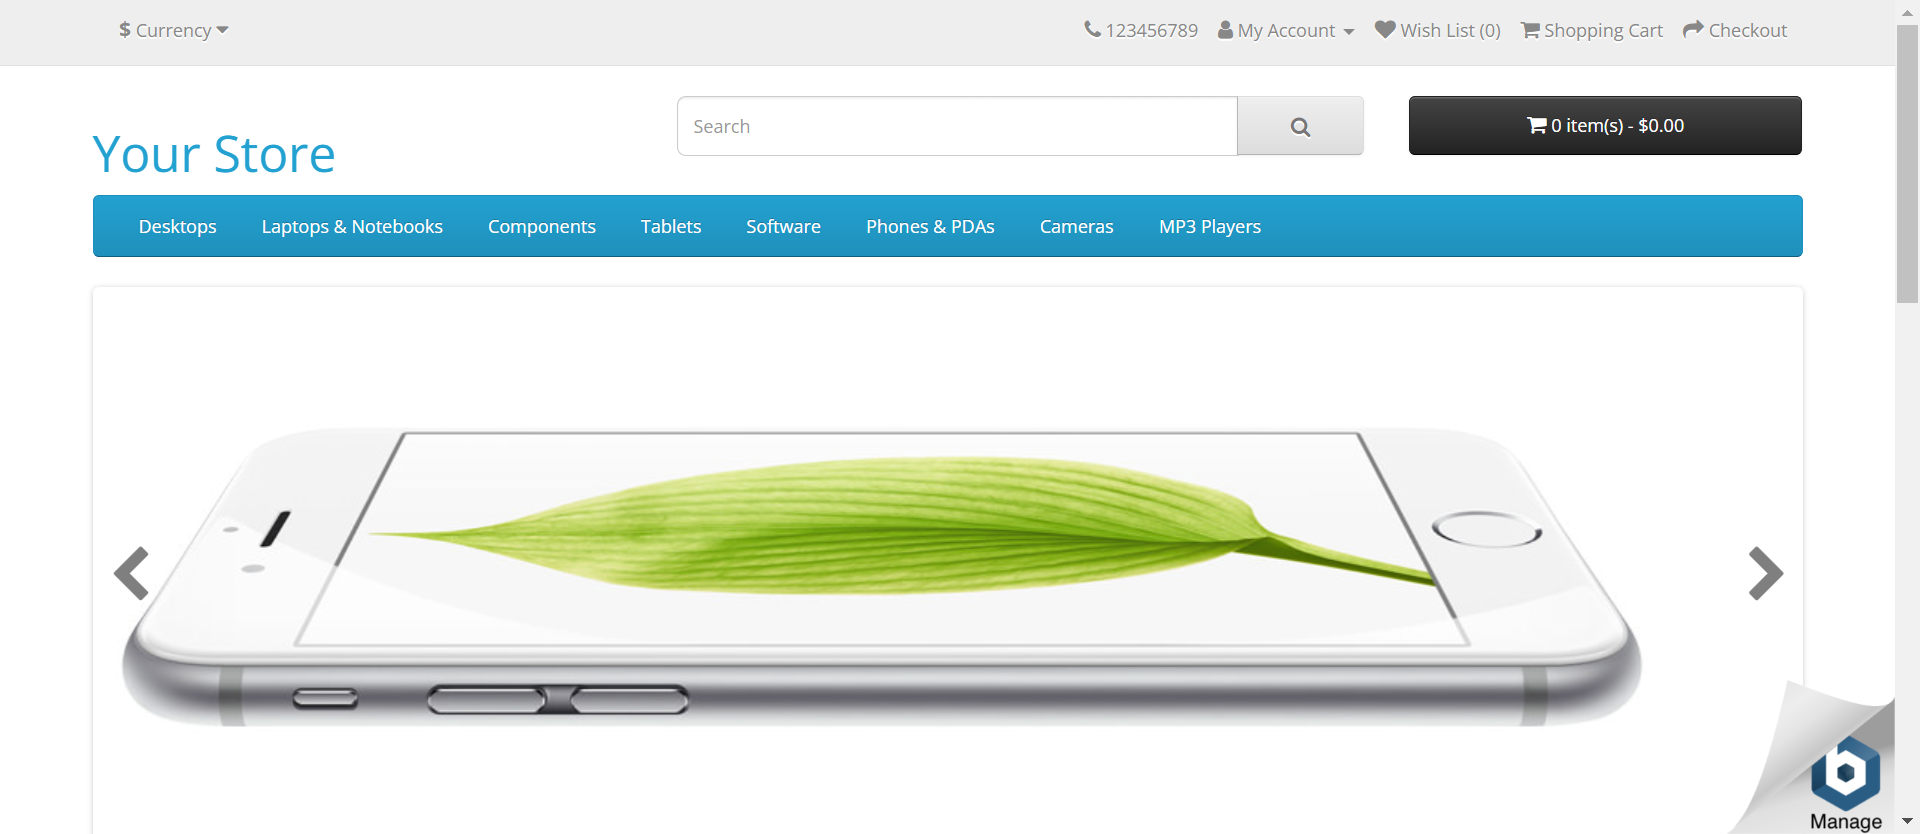 $ Currency
123456789 My Account Wish List (0) Shopping Cart Checkout
Your Store
Search
0 item(s) - $0.00
Desktops Laptops & Notebooks Components Tablets Software Phones & PDAs Cameras MP3 Players
b
Manage